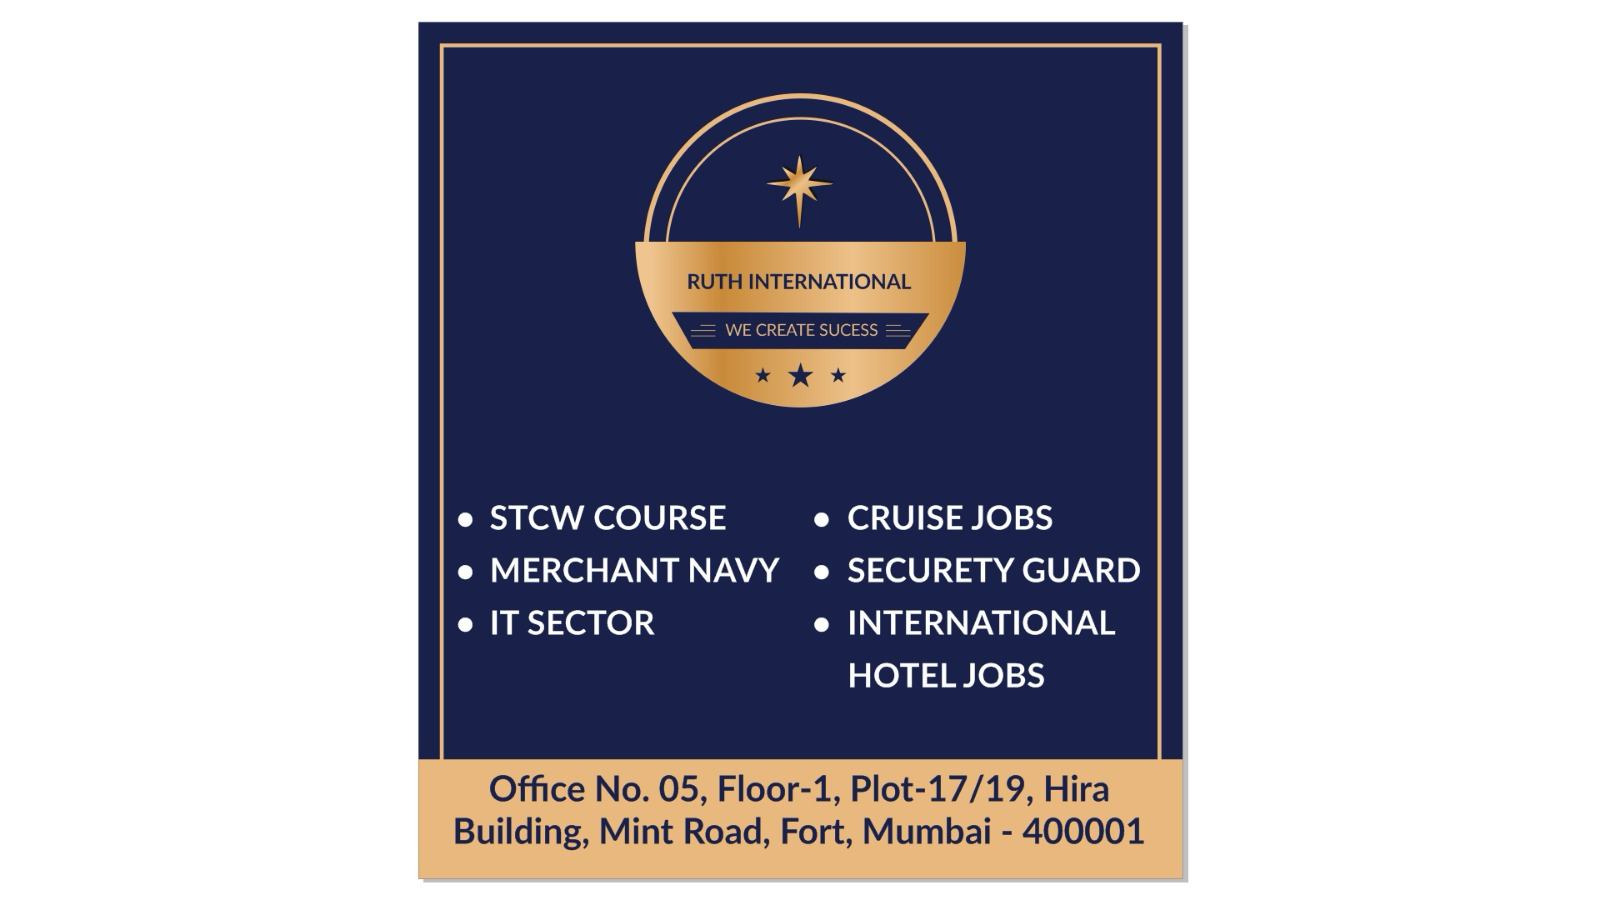 RUTH INTERNATIONAL
WE CREATE SUCESS
• STCW COURSE
• MERCHANT NAVY
• IT SECTOR
• CRUISE JOBS
• SECURETY GUARD
• INTERNATIONAL
HOTEL JOBS
Office No. 05, Floor-1, Plot-17/19, Hira
Building, Mint Road, Fort, Mumbai - 400001